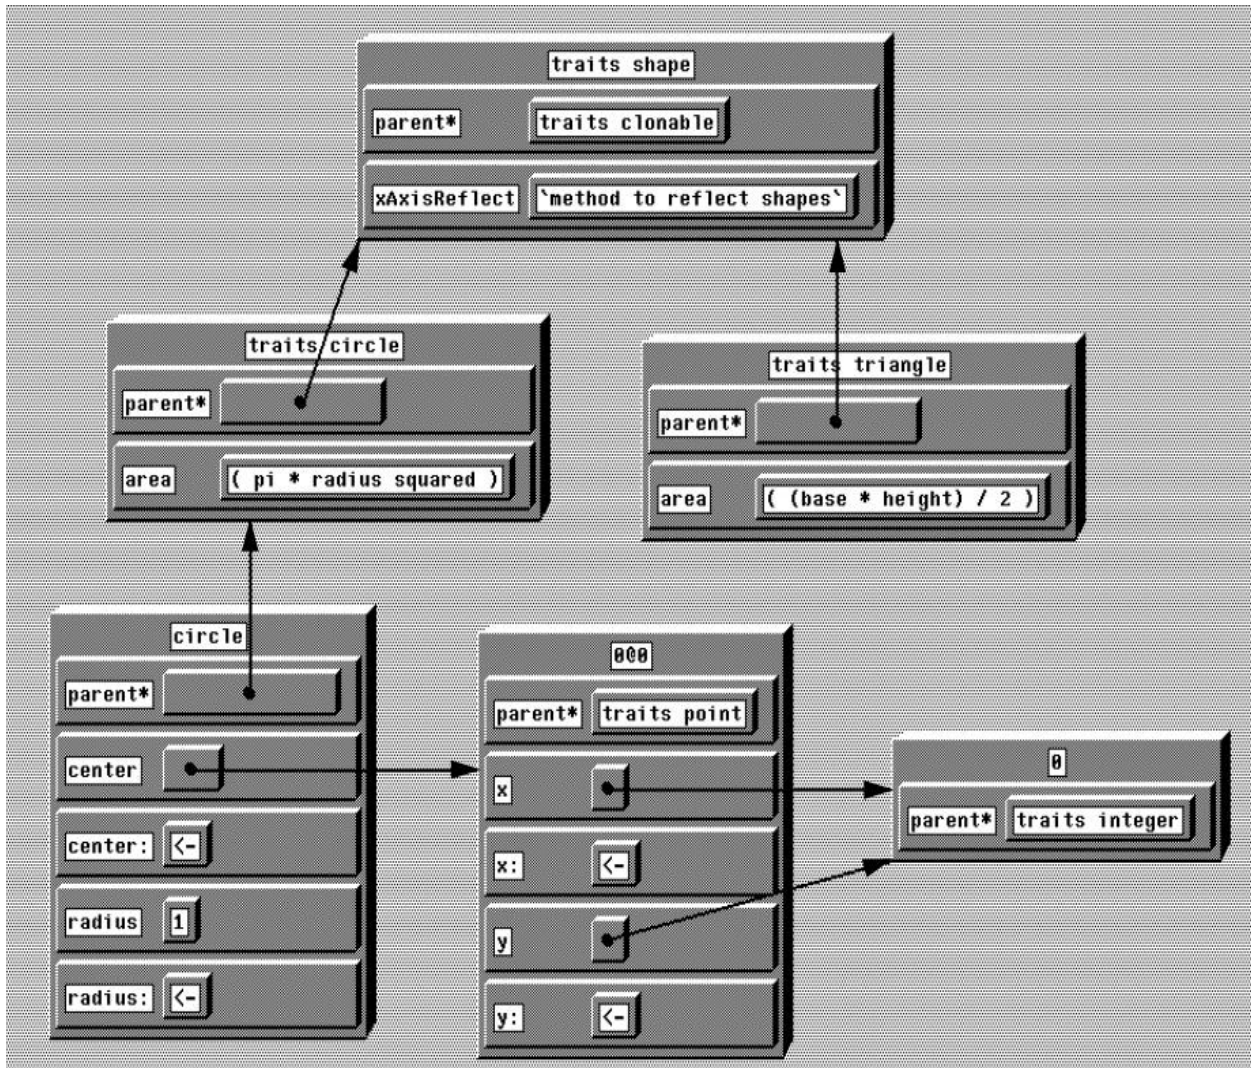 traits shape
parent* traits clonable
xAxisReflect `method to reflect shapes`
traits circle
parent*
area ( pi * radius squared )
traits triangle
parent*
area ( (base * height) / 2 )
circle
parent*
center
center: <-
radius 1
radius: <-
0@0
parent* traits point
x
x: <-
y
y: <-
0
parent* traits integer